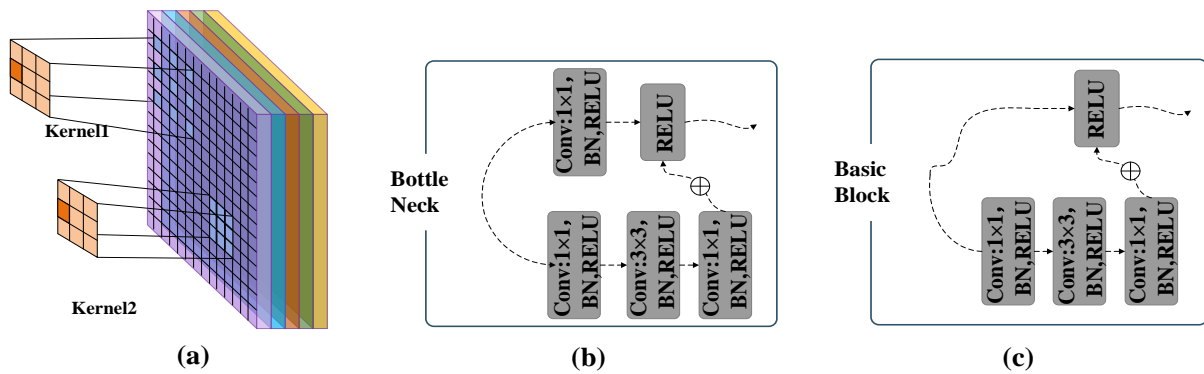 Kernel1
Kernel2
(a)
Bottle
Neck
Conv:1×1,
BN,RELU
RELU
Conv:1×1,
BN,RELU
Conv:3×3,
BN,RELU
Conv:1×1,
BN,RELU
(b)
Basic
Block
RELU
Conv:1×1,
BN,RELU
Conv:3×3,
BN,RELU
Conv:1×1,
BN,RELU
(c)